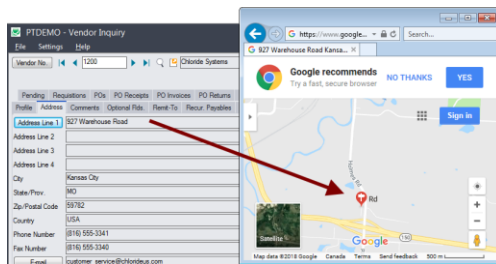 PTDEMO - Vendor Inquiry
File Settings Help
Vendor No. 1200 Chloride Systems
Pending Requisitions POs PO Receipts PO Invoices PO Returns
Profile Address Comments Optional Flds. Remit-To Recur. Payables
Address Line 1 927 Warehouse Road
Address Line 2
Address Line 3
Address Line 4
City Kansas City
State/Prov. MO
Zip/Postal Code 59782
Country USA
Phone Number (816) 555-3341
Fax Number (816) 555-3340
E-mail customer_service@chlorideus.com
https://www.google... Search...
927 Warehouse Road Kansa...
Google recommends
Try a fast, secure browser
NO THANKS
YES
Sign in
Holmes Rd
Rd
150
Satellite
Google
Map data ©2018 Google Canada Terms Send feedback 500 m